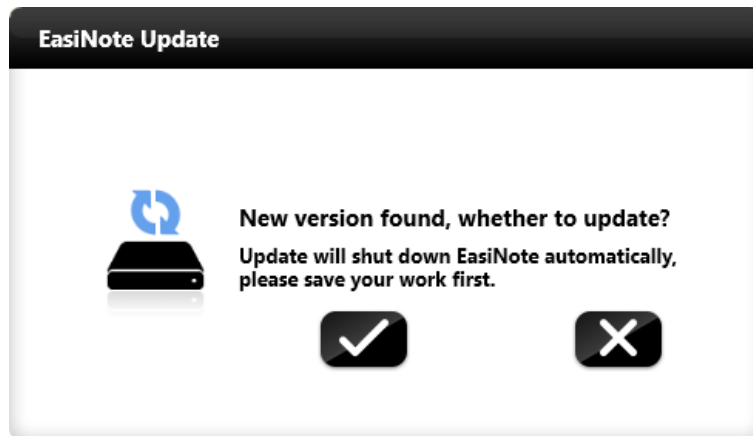 EasiNote Update
New version found, whether to update?
Update will shut down EasiNote automatically,
please save your work first.